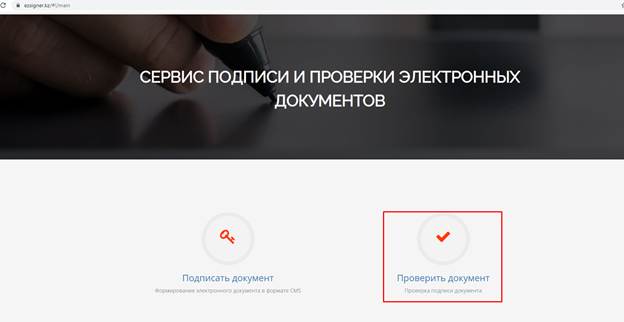 ezsigner.kz/#!/main
СЕРВИС ПОДПИСИ И ПРОВЕРКИ ЭЛЕКТРОННЫХ
ДОКУМЕНТОВ
Подписать документ
Формирование электронного документа в формате CMS
Проверить документ
Проверка подписи документа